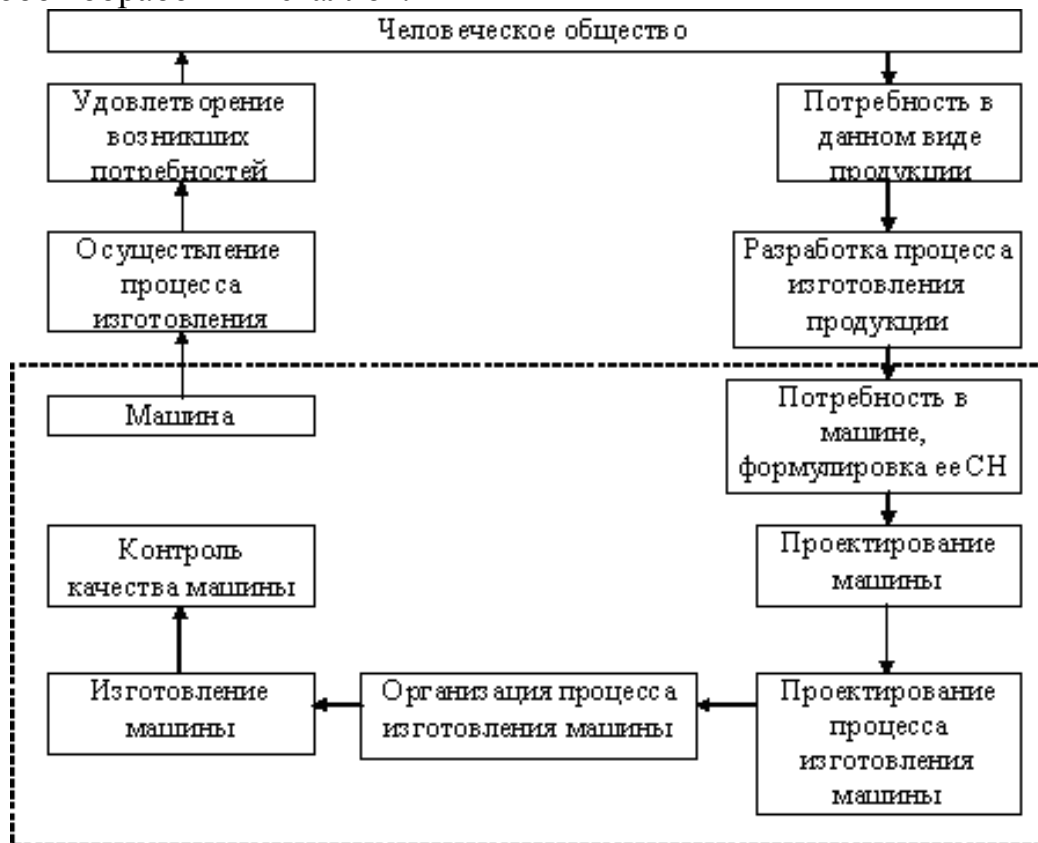 Человеческое общество
Удовлетворение
возникших
потребностей
Потребность в
данном виде
продукции
Осуществление
процесса
изготовления
Разработка процесса
изготовления
продукции
Машина
Потребность в
машине,
формулировка ее СН
Контроль
качества машины
Проектирование
машины
Изготовление
машины
Организация процесса
изготовления машины
Проектирование
процесса
изготовления
машины